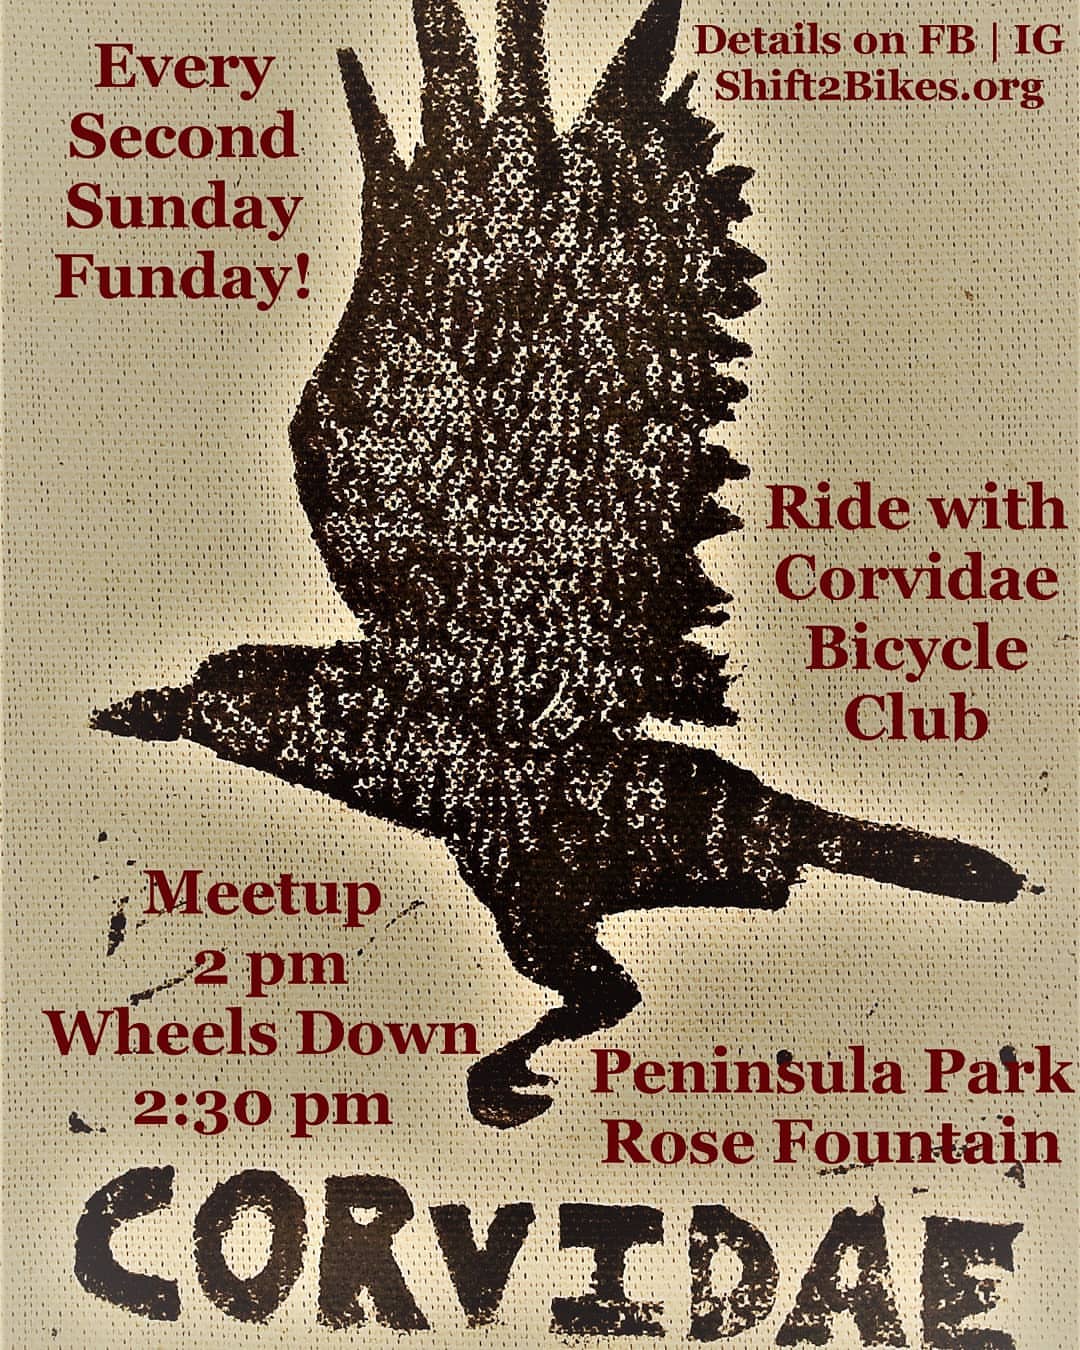 Every
Second
Sunday
Funday!
Details on FB | IG
Shift2Bikes.org
Ride with
Corvidae
Bicycle
Club
Meetup
2 pm
Wheels Down
2:30 pm
Peninsula Park
Rose Fountain
CORVIDAE